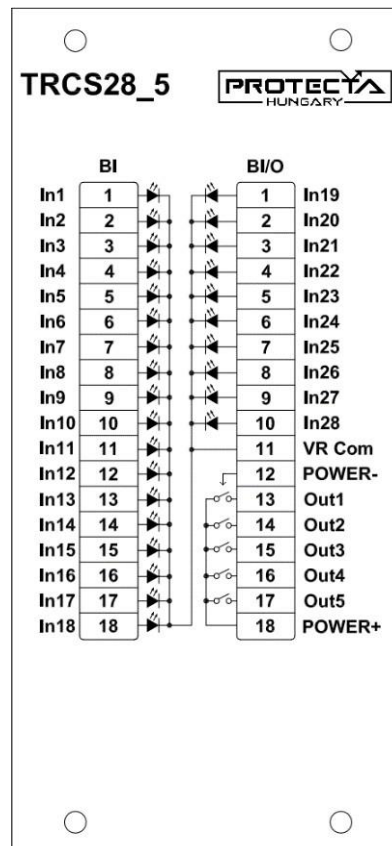 TRCS28_5 PROTECTA
HUNGARY
BI BI/O
In1 1 1 In19
In2 2 2 In20
In3 3 3 In21
In4 4 4 In22
In5 5 5 In23
In6 6 6 In24
In7 7 7 In25
In8 8 8 In26
In9 9 9 In27
In10 10 10 In28
In11 11 11 VR Com
In12 12 12 POWER-
In13 13 13 Out1
In14 14 14 Out2
In15 15 15 Out3
In16 16 16 Out4
In17 17 17 Out5
In18 18 18 POWER+